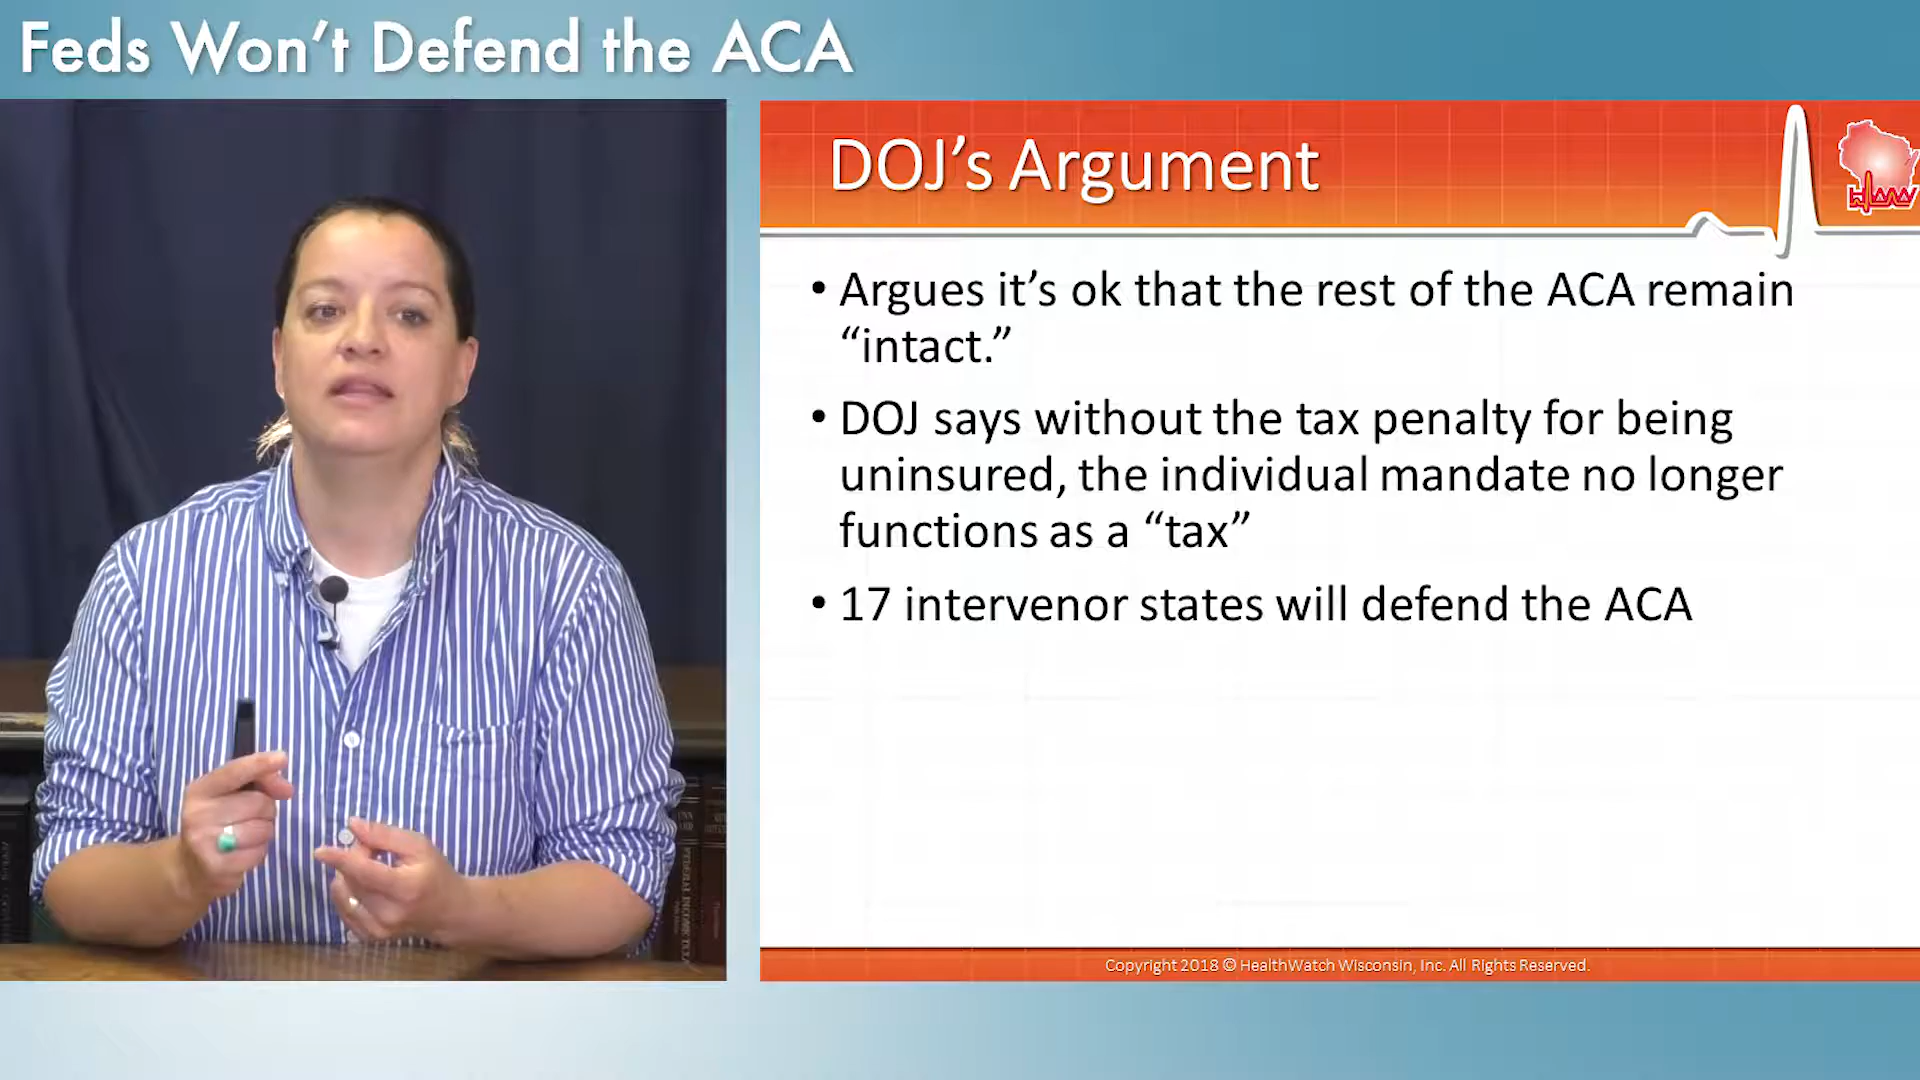 Feds Won’t Defend the ACA
DOJ’s Argument
• Argues it’s ok that the rest of the ACA remain
“intact.”
• DOJ says without the tax penalty for being
uninsured, the individual mandate no longer
functions as a “tax”
• 17 intervenor states will defend the ACA
FEDERAL INCOME
Copyright 2018 © HealthWatch Wisconsin, Inc. All Rights Reserved.